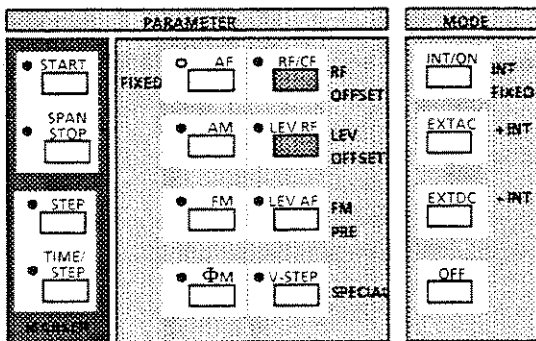 PARAMETER
MODE
START
SPAN
STOP
STEP
TIME/
STEP
FIXED
AF
RF/CF
RF
OFFSET
AM
LEV RF
LEV
OFFSET
FM
LEV AF
FM
PRE
ΦM
V-STEP
SPECIAL
INT/ON
INT
FIXED
EXTAC
+INT
EXTDC
+INT
OFF